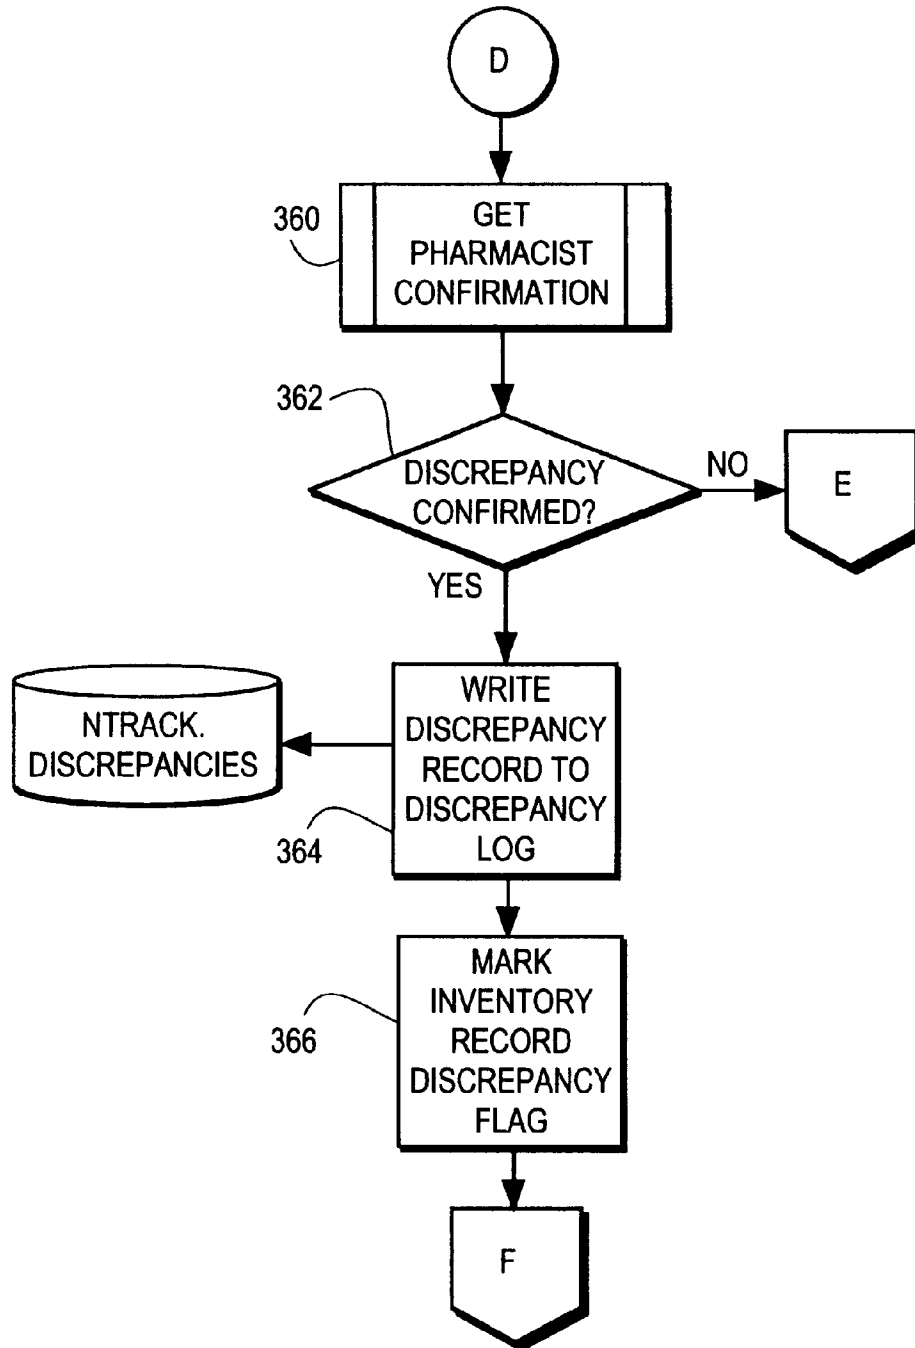 D
360
GET
PHARMACIST
CONFIRMATION
362
DISCREPANCY
CONFIRMED?
NO
E
YES
NTRACK.
DISCREPANCIES
WRITE
DISCREPANCY
RECORD TO
DISCREPANCY
LOG
364
MARK
INVENTORY
RECORD
DISCREPANCY
FLAG
366
F